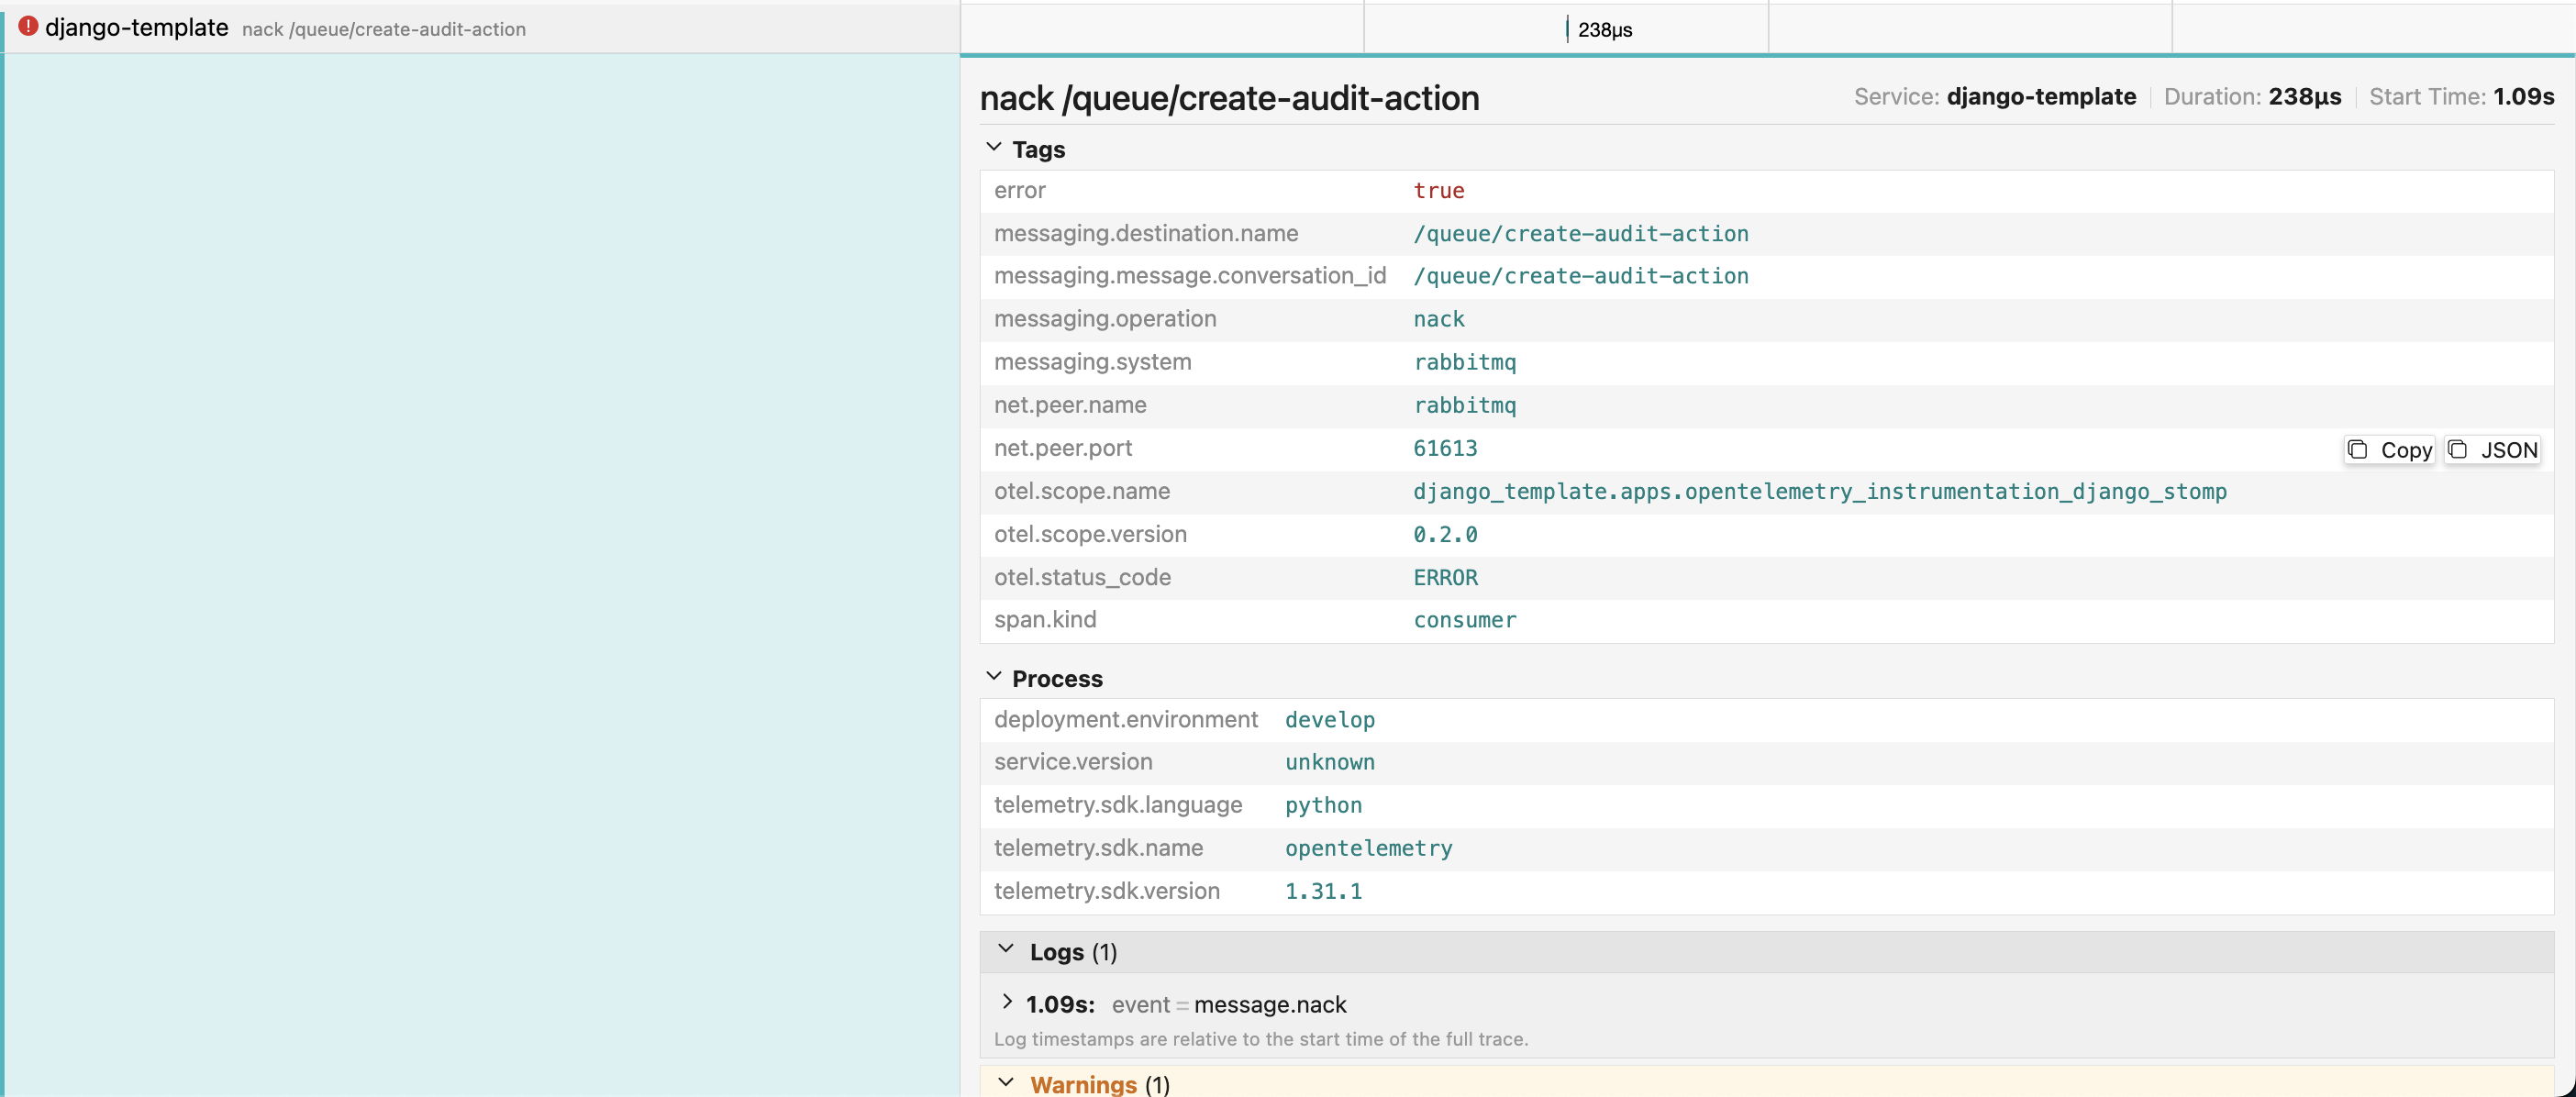 django-template nack /queue/create-audit-action
238μs
nack /queue/create-audit-action
Service: django-template Duration: 238μs Start Time: 1.09s
Tags
error true
messaging.destination.name /queue/create-audit-action
messaging.message.conversation_id /queue/create-audit-action
messaging.operation nack
messaging.system rabbitmq
net.peer.name rabbitmq
net.peer.port 61613
Copy JSON
otel.scope.name django_template.apps.opentelemetry_instrumentation_django_stomp
otel.scope.version 0.2.0
otel.status_code ERROR
span.kind consumer
Process
deployment.environment develop
service.version unknown
telemetry.sdk.language python
telemetry.sdk.name opentelemetry
telemetry.sdk.version 1.31.1
Logs (1)
1.09s: event = message.nack
Log timestamps are relative to the start time of the full trace.
Warnings (1)